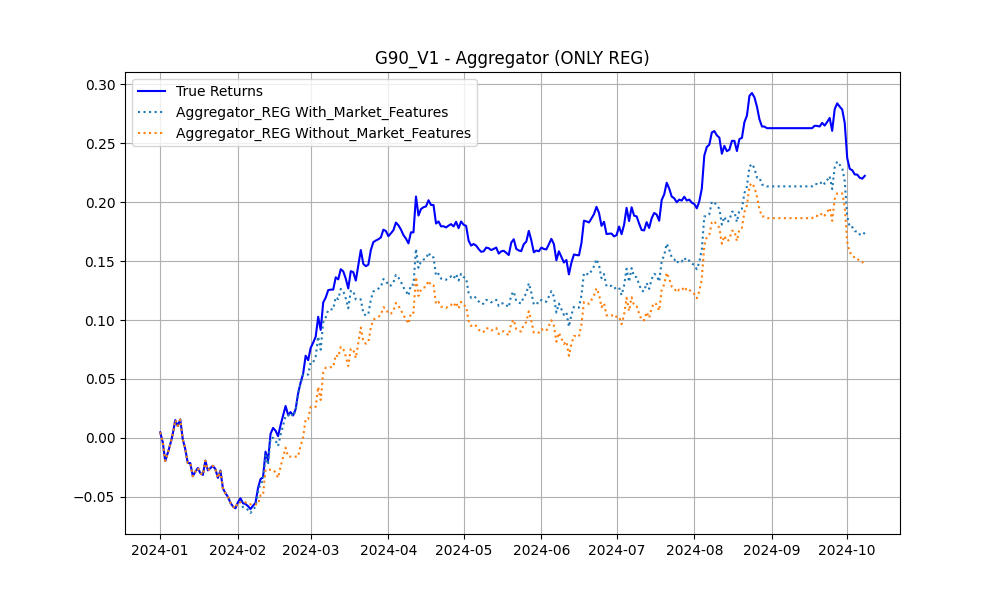 G90_V1 - Aggregator (ONLY REG)
True Returns
Aggregator_REG With_Market_Features
Aggregator_REG Without_Market_Features
0.30
0.25
0.20
0.15
0.10
0.05
0.00
−0.05
2024-01 2024-02 2024-03 2024-04 2024-05 2024-06 2024-07 2024-08 2024-09 2024-10